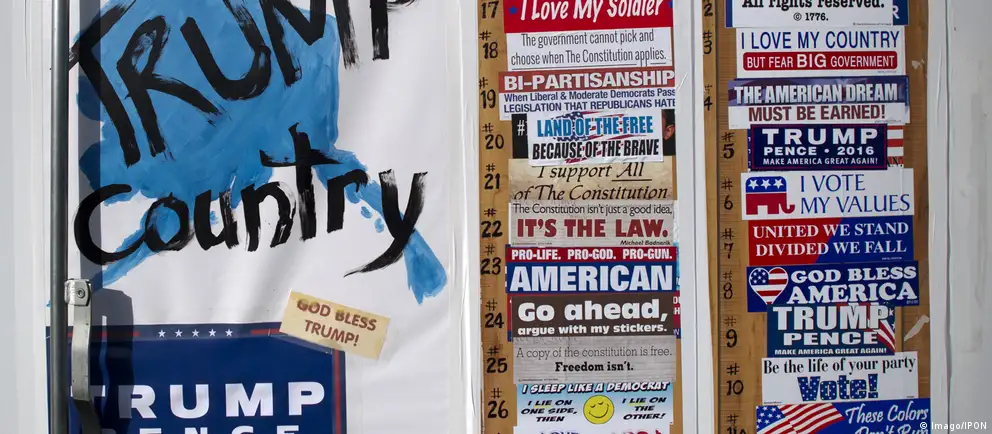 TRUMP
Country
GOD BLESS
TRUMP!
TRUMP
PENCE
#
17
I Love My Soldier
#
18
The government cannot pick and
choose when The Constitution applies.
#
19
BI-PARTISANSHIP
When Liberal & Moderate Democrats Pass
LEGISLATION THAT REPUBLICANS HATE
#
20
#1
LAND OF THE FREE
BECAUSE OF THE BRAVE
#
21
I support All
of The Constitution
#
22
The Constitution isn't just a good idea,
IT'S THE LAW.
Michael Badnarik
#
23
PRO-LIFE. PRO-GOD. PRO-GUN.
AMERICAN
#
24
Go ahead,
argue with my stickers.
#
25
A copy of the constitution is free.
Freedom isn't.
#
26
I SLEEP LIKE A DEMOCRAT
I LIE ON
ONE SIDE,
THEN
I LIE ON
THE
OTHER!
2
All rights reserved.
© 1776.
#
3
I LOVE MY COUNTRY
BUT FEAR BIG GOVERNMENT
#
4
THE AMERICAN DREAM
MUST BE EARNED!
#
5
TRUMP
PENCE • 2016
MAKE AMERICA GREAT AGAIN!
#
6
I VOTE
MY VALUES
#
7
UNITED WE STAND
DIVIDED WE FALL
#
8
GOD BLESS
AMERICA
#
9
TRUMP
PENCE
MAKE AMERICA GREAT AGAIN!
#
10
Be the life of your party
Vote!
#
These Colors
Don't Run
© Imago/IPON